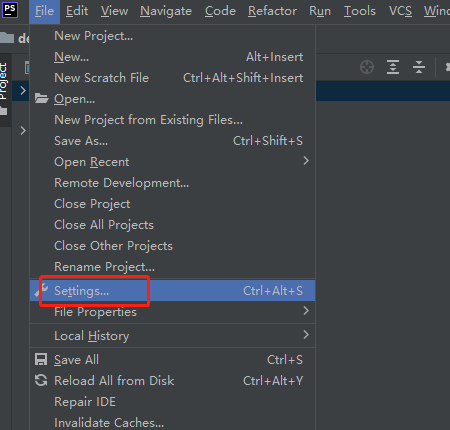 PS File Edit View Navigate Code Refactor Run Tools VCS
de
Project
New Project...
New... Alt+Insert
New Scratch File Ctrl+Alt+Shift+Insert
Open...
New Project from Existing Files...
Save As... Ctrl+Shift+S
Open Recent
Remote Development...
Close Project
Close All Projects
Close Other Projects
Rename Project...
Settings... Ctrl+Alt+S
File Properties
Local History
Save All Ctrl+S
Reload All from Disk Ctrl+Alt+Y
Repair IDE
Invalidate Caches...